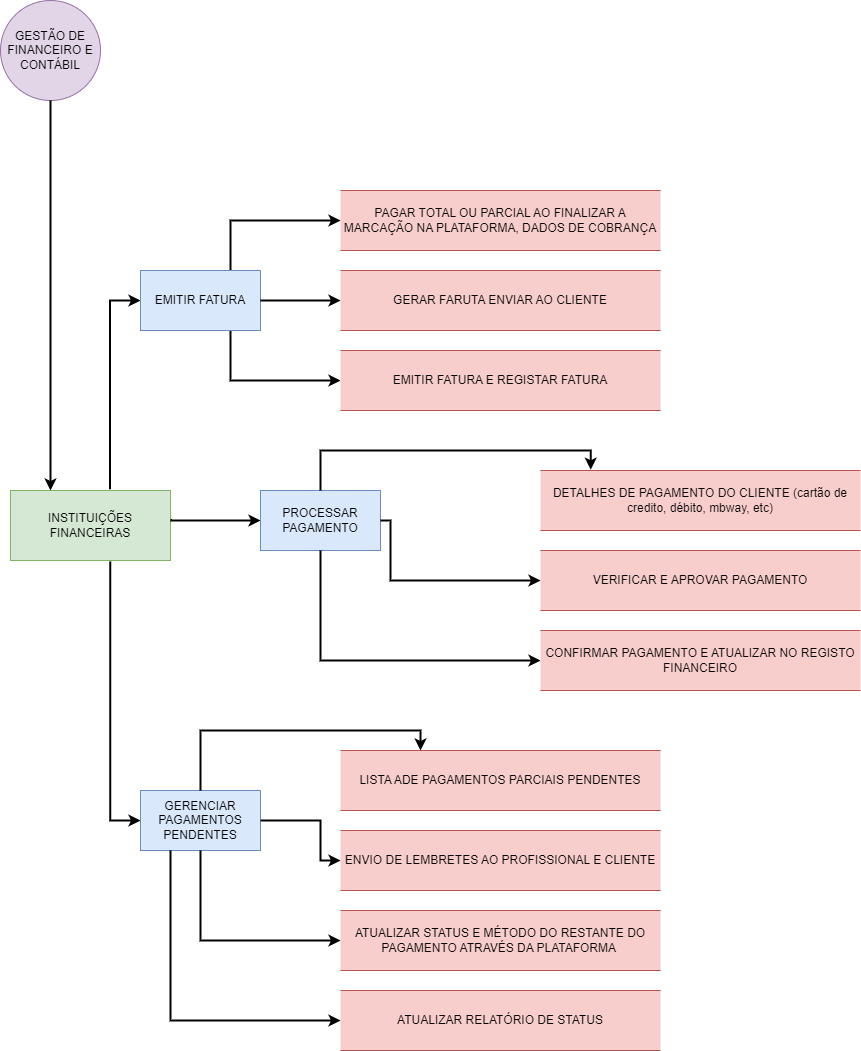 GESTÃO DE
FINANCEIRO E
CONTÁBIL
PAGAR TOTAL OU PARCIAL AO FINALIZAR A
MARCAÇÃO NA PLATAFORMA, DADOS DE COBRANÇA
EMITIR FATURA
GERAR FARUTA ENVIAR AO CLIENTE
EMITIR FATURA E REGISTAR FATURA
INSTITUIÇÕES
FINANCEIRAS
PROCESSAR
PAGAMENTO
DETALHES DE PAGAMENTO DO CLIENTE (cartão de
credito, débito, mbway, etc)
VERIFICAR E APROVAR PAGAMENTO
CONFIRMAR PAGAMENTO E ATUALIZAR NO REGISTO
FINANCEIRO
GERENCIAR
PAGAMENTOS
PENDENTES
LISTA ADE PAGAMENTOS PARCIAIS PENDENTES
ENVIO DE LEMBRETES AO PROFISSIONAL E CLIENTE
ATUALIZAR STATUS E MÉTODO DO RESTANTE DO
PAGAMENTO ATRAVÉS DA PLATAFORMA
ATUALIZAR RELATÓRIO DE STATUS